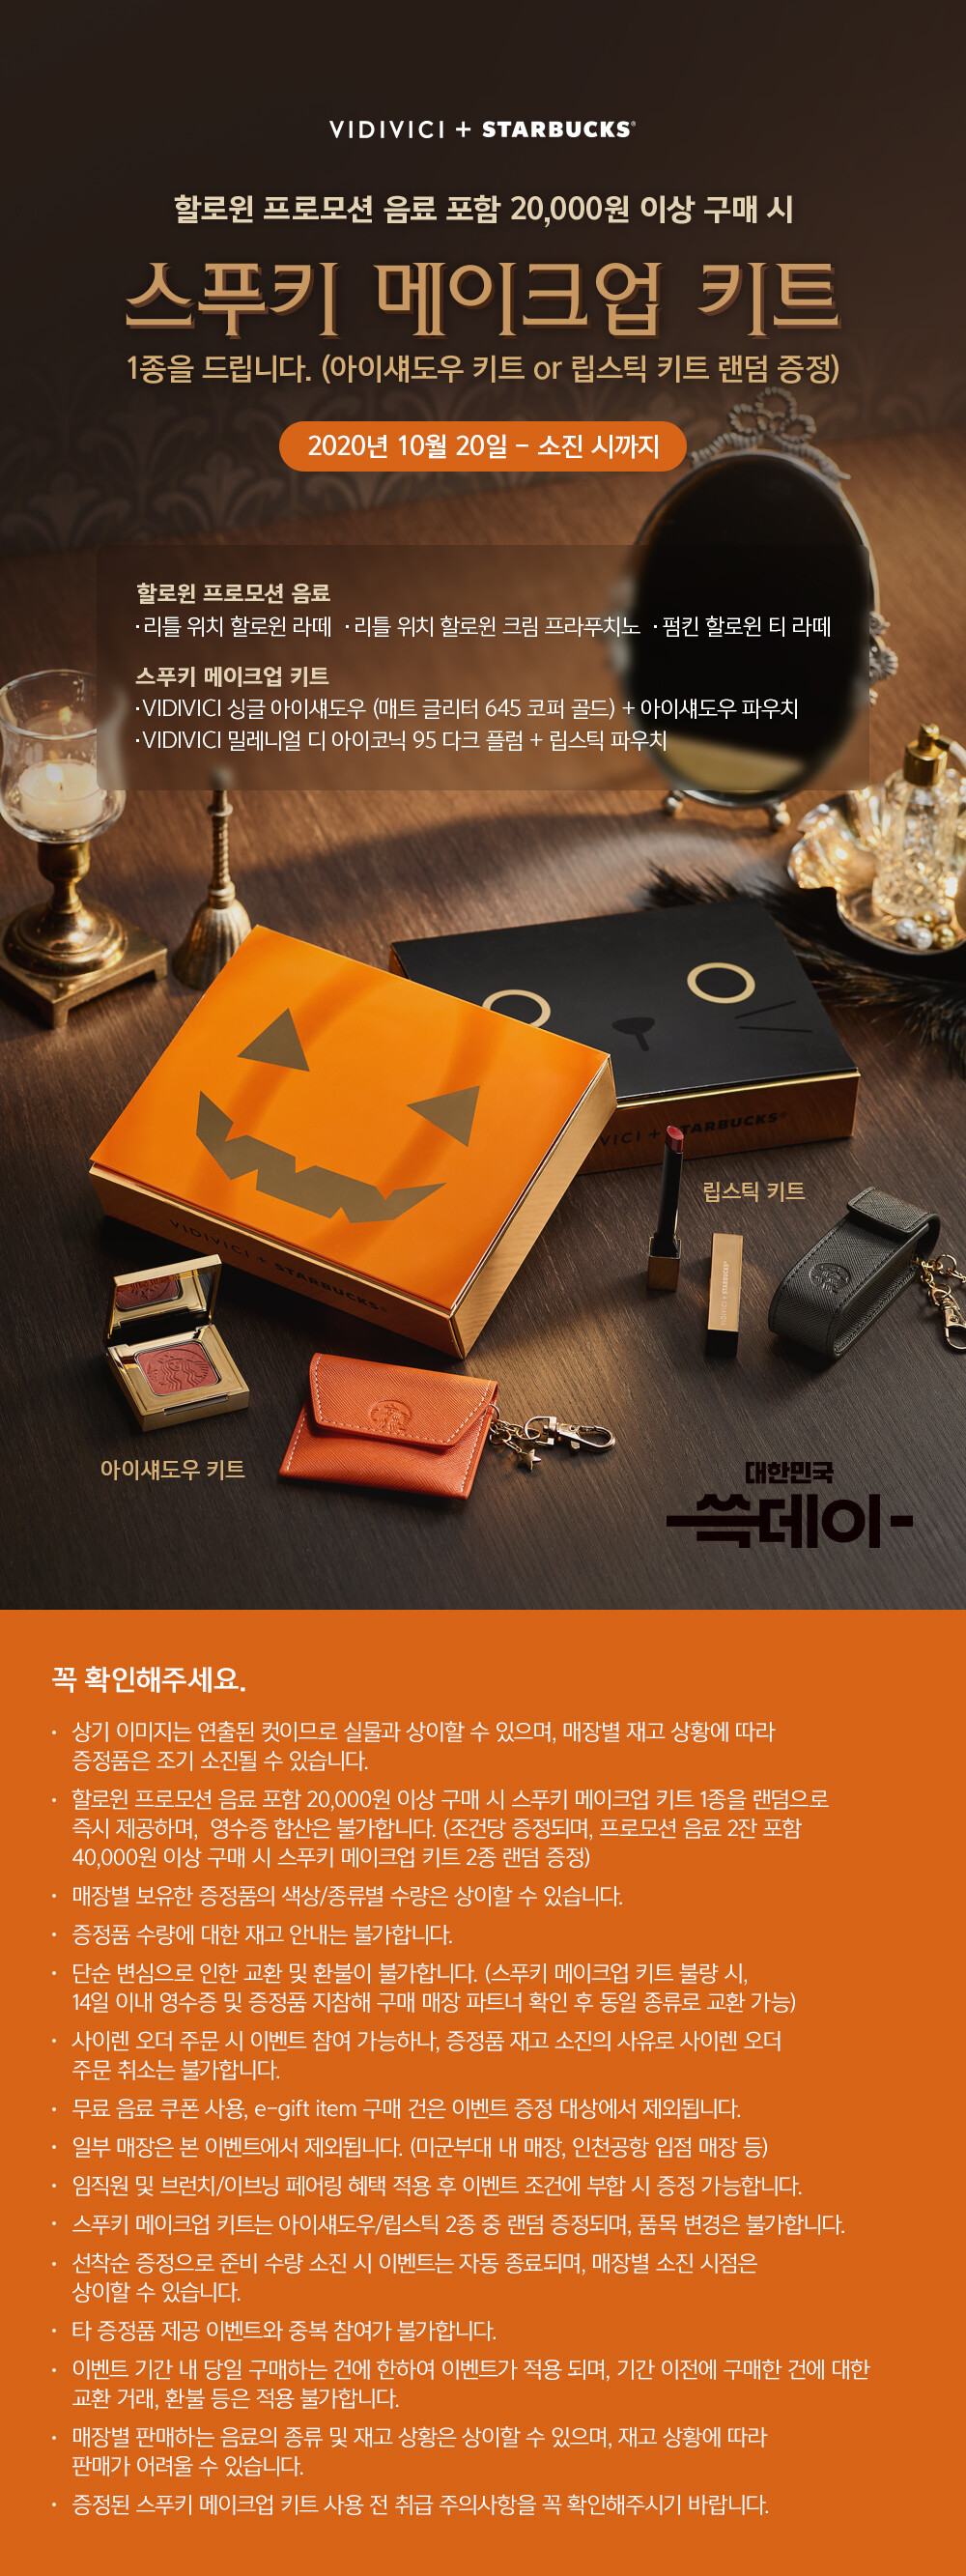 VIDIVICI + STARBUCKS®
할로윈 프로모션 음료 포함 20,000원 이상 구매 시
스푸키 메이크업 키트
1종을 드립니다. (아이섀도우 키트 or 립스틱 키트 랜덤 증정)
2020년 10월 20일 - 소진 시까지
할로윈 프로모션 음료
·리틀 위치 할로윈 라떼 ·리틀 위치 할로윈 크림 프라푸치노 ·펌킨 할로윈 티 라떼
스푸키 메이크업 키트
·VIDIVICI 싱글 아이섀도우 (매트 글리터 645 코퍼 골드) + 아이섀도우 파우치
·VIDIVICI 밀레니얼 디 아이코닉 95 다크 플럼 + 립스틱 파우치
VICI + STARBUCKS®
립스틱 키트
VIDIVICI + STARBUCKS®
VIDIVICI + STARBUCKS®
아이섀도우 키트
대한민국
쓱데이
꼭 확인해주세요.
· 상기 이미지는 연출된 컷이므로 실물과 상이할 수 있으며, 매장별 재고 상황에 따라
증정품은 조기 소진될 수 있습니다.
· 할로윈 프로모션 음료 포함 20,000원 이상 구매 시 스푸키 메이크업 키트 1종을 랜덤으로
즉시 제공하며, 영수증 합산은 불가합니다. (조건당 증정되며, 프로모션 음료 2잔 포함
40,000원 이상 구매 시 스푸키 메이크업 키트 2종 랜덤 증정)
· 매장별 보유한 증정품의 색상/종류별 수량은 상이할 수 있습니다.
· 증정품 수량에 대한 재고 안내는 불가합니다.
· 단순 변심으로 인한 교환 및 환불이 불가합니다. (스푸키 메이크업 키트 불량 시,
14일 이내 영수증 및 증정품 지참해 구매 매장 파트너 확인 후 동일 종류로 교환 가능)
· 사이렌 오더 주문 시 이벤트 참여 가능하나, 증정품 재고 소진의 사유로 사이렌 오더
주문 취소는 불가합니다.
· 무료 음료 쿠폰 사용, e-gift item 구매 건은 이벤트 증정 대상에서 제외됩니다.
· 일부 매장은 본 이벤트에서 제외됩니다. (미군부대 내 매장, 인천공항 입점 매장 등)
· 임직원 및 브런치/이브닝 페어링 혜택 적용 후 이벤트 조건에 부합 시 증정 가능합니다.
· 스푸키 메이크업 키트는 아이섀도우/립스틱 2종 중 랜덤 증정되며, 품목 변경은 불가합니다.
· 선착순 증정으로 준비 수량 소진 시 이벤트는 자동 종료되며, 매장별 소진 시점은
상이할 수 있습니다.
· 타 증정품 제공 이벤트와 중복 참여가 불가합니다.
· 이벤트 기간 내 당일 구매하는 건에 한하여 이벤트가 적용 되며, 기간 이전에 구매한 건에 대한
교환 거래, 환불 등은 적용 불가합니다.
· 매장별 판매하는 음료의 종류 및 재고 상황은 상이할 수 있으며, 재고 상황에 따라
판매가 어려울 수 있습니다.
· 증정된 스푸키 메이크업 키트 사용 전 취급 주의사항을 꼭 확인해주시기 바랍니다.